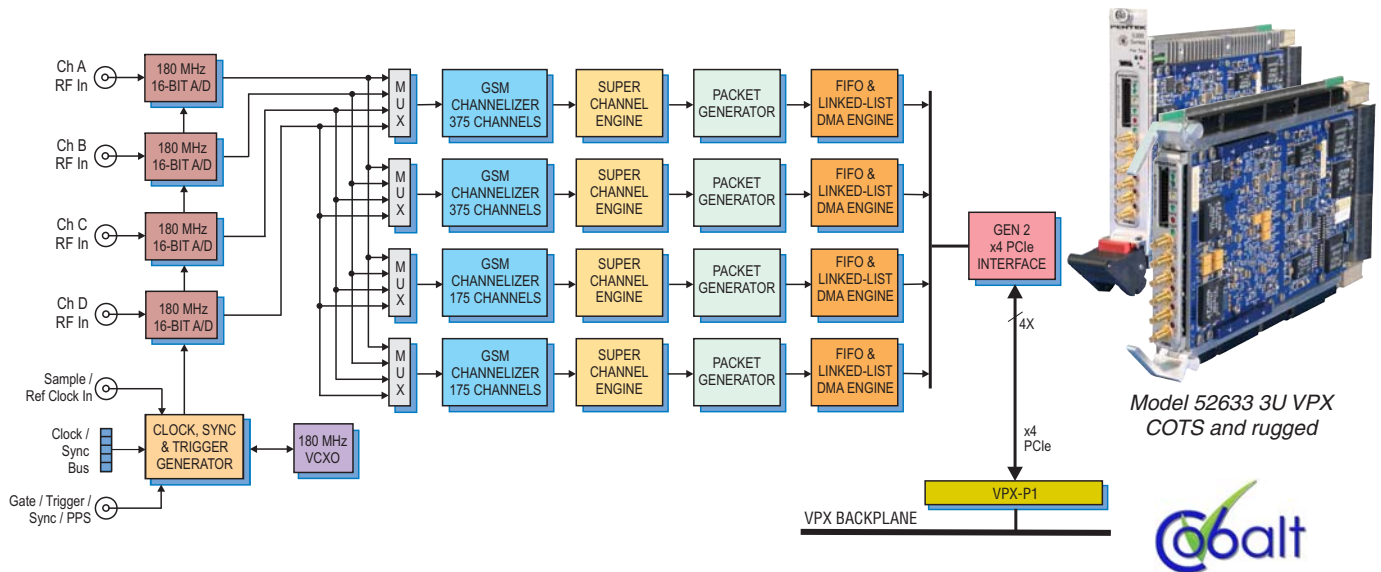 Ch A
RF In
180 MHz
16-BIT A/D
Ch B
RF In
180 MHz
16-BIT A/D
Ch C
RF In
180 MHz
16-BIT A/D
Ch D
RF In
180 MHz
16-BIT A/D
Sample /
Ref Clock In
Clock /
Sync
Bus
Gate / Trigger /
Sync / PPS
CLOCK, SYNC
& TRIGGER
GENERATOR
180 MHz
VCXO
M
U
X
GSM
CHANNELIZER
375 CHANNELS
SUPER
CHANNEL
ENGINE
PACKET
GENERATOR
FIFO &
LINKED-LIST
DMA ENGINE
M
U
X
GSM
CHANNELIZER
375 CHANNELS
SUPER
CHANNEL
ENGINE
PACKET
GENERATOR
FIFO &
LINKED-LIST
DMA ENGINE
M
U
X
GSM
CHANNELIZER
175 CHANNELS
SUPER
CHANNEL
ENGINE
PACKET
GENERATOR
FIFO &
LINKED-LIST
DMA ENGINE
M
U
X
GSM
CHANNELIZER
175 CHANNELS
SUPER
CHANNEL
ENGINE
PACKET
GENERATOR
FIFO &
LINKED-LIST
DMA ENGINE
GEN 2
x4 PCIe
INTERFACE
4X
x4
PCIe
VPX-P1
VPX BACKPLANE
PENTEK
Model 52633 3U VPX
COTS and rugged
Cobalt